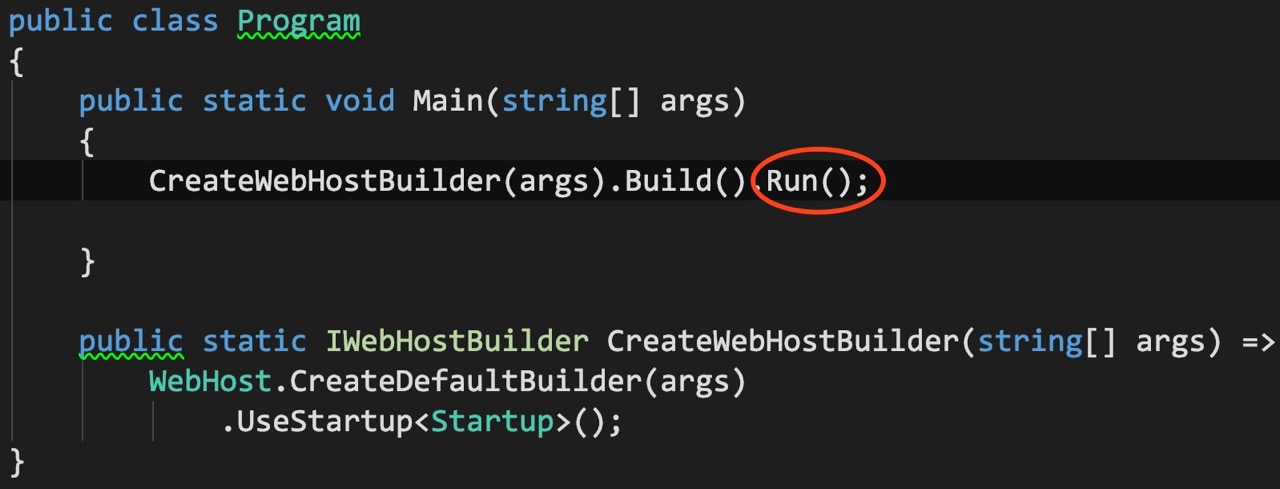 public class Program
{
    public static void Main(string[] args)
    {
        CreateWebHostBuilder(args).Build().Run();
    }
    public static IWebHostBuilder CreateWebHostBuilder(string[] args) =>
        WebHost.CreateDefaultBuilder(args)
            .UseStartup<Startup>();
}